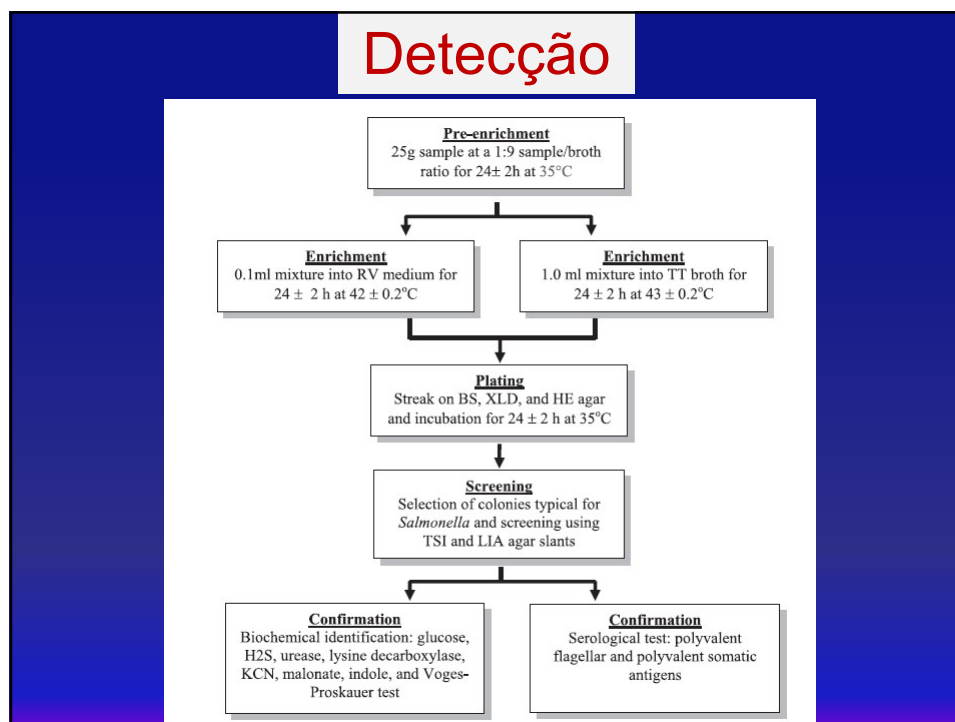 Detecção
Pre-enrichment
25g sample at a 1:9 sample/broth
ratio for 24± 2h at 35°C
Enrichment
0.1ml mixture into RV medium for
24 ± 2 h at 42 ± 0.2°C
Enrichment
1.0 ml mixture into TT broth for
24 ± 2 h at 43 ± 0.2°C
Plating
Streak on BS, XLD, and HE agar
and incubation for 24 ± 2 h at 35°C
Screening
Selection of colonies typical for
Salmonella and screening using
TSI and LIA agar slants
Confirmation
Biochemical identification: glucose,
H2S, urease, lysine decarboxylase,
KCN, malonate, indole, and Voges-
Proskauer test
Confirmation
Serological test: polyvalent
flagellar and polyvalent somatic
antigens